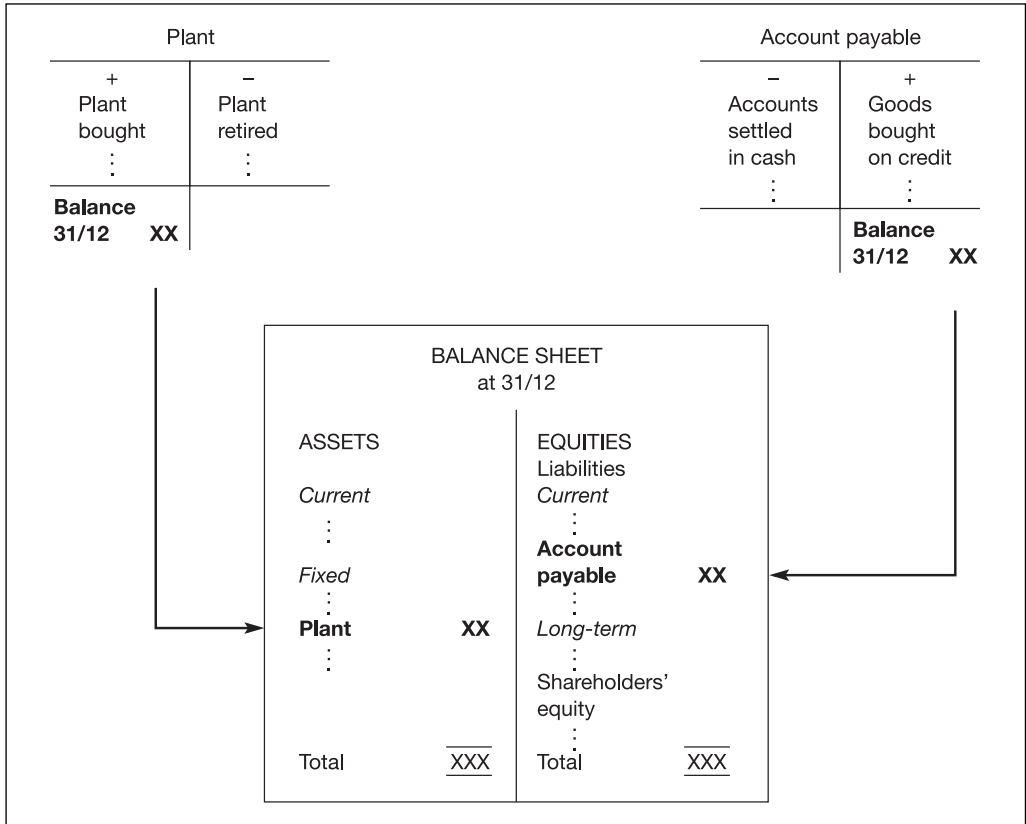 Plant
+
Plant
bought
⋮
–
Plant
retired
⋮
Balance
31/12 XX
Account payable
–
Accounts
settled
in cash
⋮
+
Goods
bought
on credit
⋮
Balance
31/12 XX
BALANCE SHEET
at 31/12
ASSETS
Current
⋮
Fixed
⋮
Plant XX
⋮
Total XXX
EQUITIES
Liabilities
Current
⋮
Account
payable XX
⋮
Long-term
⋮
Shareholders'
equity
⋮
Total XXX